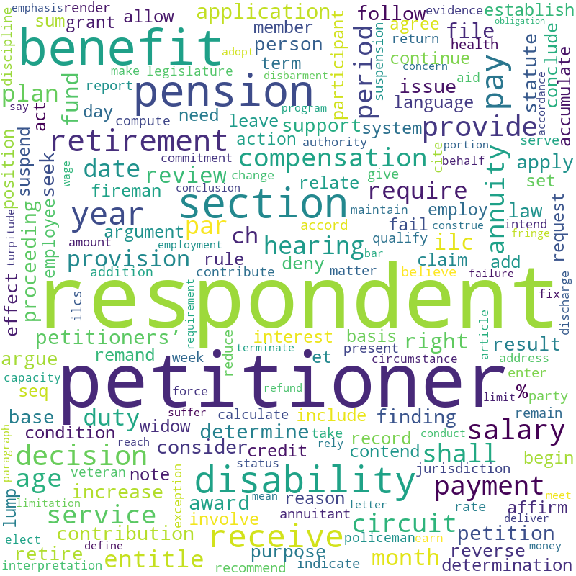 emphasis render
sum grant allow
application
member
person
term
participant
follow
agree
return
health
evidence
file
establish
obligation
discipline
benefit
plan
fund
make legislature
adopt
disbarment
concern
period
suspension
issue
language
aid
statute
conclude
accumulate
accordance
say
act
report
program
pension
continue
pay
position
suspend
compute
day
need
leave
support
system
portion
provide
serve
wage
commitment
action
authority
cite
behalf
retirement
compensation
date
seek
fireman
review
relate
give
require
annuity
apply
set
conclusion
change
maintain
construe
intend
year
section
employ
law
fringe
turpitude
employee
proceeding
argument
par
ch
accord
fail
qualify
ilc
add
request
discharge
amount
employment
hearing
bar
claim
provision
addition
contribute
rule
deny
matter
believe
failure
effect
ilcs
requirement
respondent
fix
petitioners'
terminate
reduce
interest
basis
right
article
result
argue
remand
week
et
present
circumstance
address
enter
seq
capacity
force
refund
petitioner
limit
party
base
duty
suffer
calculate
include
finding
remain
condition
widow
determine
take
record
conduct
salary
paragraph
decision
consider
credit
contend
rely
shall
begin
reach
status
jurisdiction
veteran
age
note
disability
limitation
increase
exception
mean
letter
rate
meet
lump
service
award
reason
affirm
define
involve
annuitant
policeman
earn
deliver
contribution
circuit
petition
payment
elect
retire
entitle
receive
purpose
month
reverse
money
interpretation
recommend
indicate
determination
%